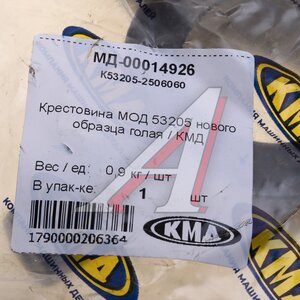 МД-00014926
К53205-2506060
Крестовина МОД 53205 нового
образца голая / КМД
Вес / ед: 0,9 кг / шт
В упак-ке: 1 шт
1790000206364
КМД